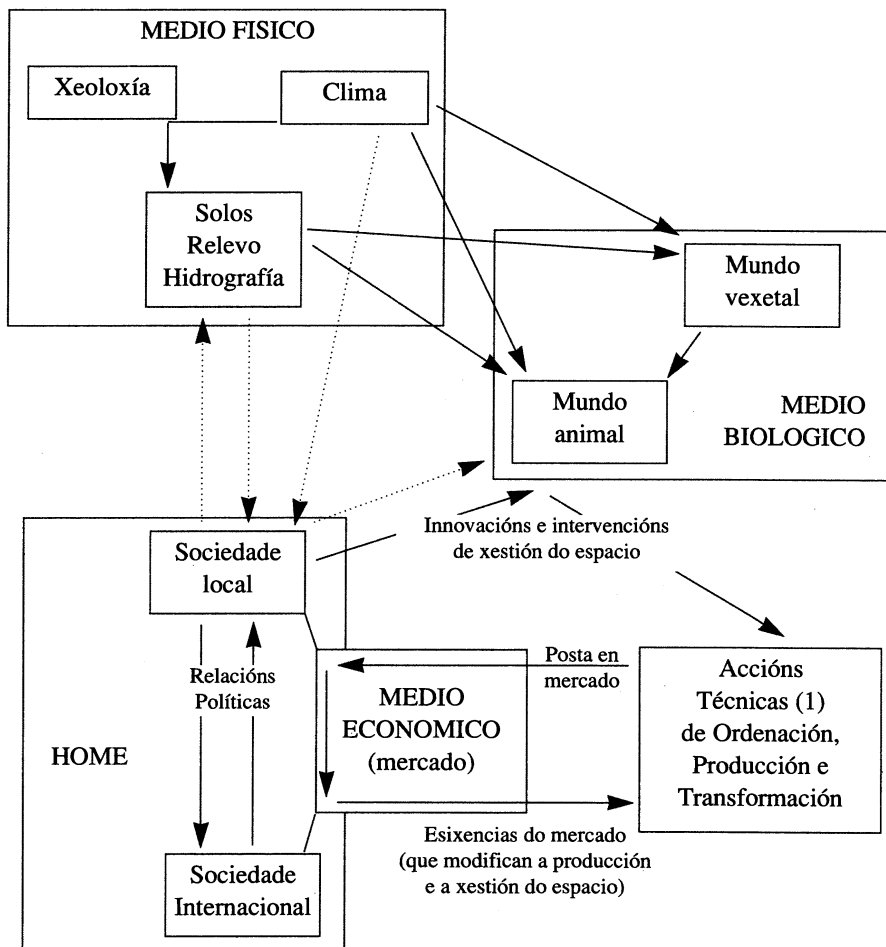 MEDIO FISICO
Xeoloxía
Clima
Solos
Relevo
Hidrografía
Mundo
vexetal
Mundo
animal
MEDIO
BIOLOGICO
Innovacións e intervencións
de xestión do espacio
Sociedade
local
Relacións
Políticas
HOME
MEDIO
ECONOMICO
(mercado)
Posta en
mercado
Accións
Técnicas (1)
de Ordenación,
Producción e
Transformación
Esixencias do mercado
(que modifican a producción
e a xestión do espacio)
Sociedade
Internacional